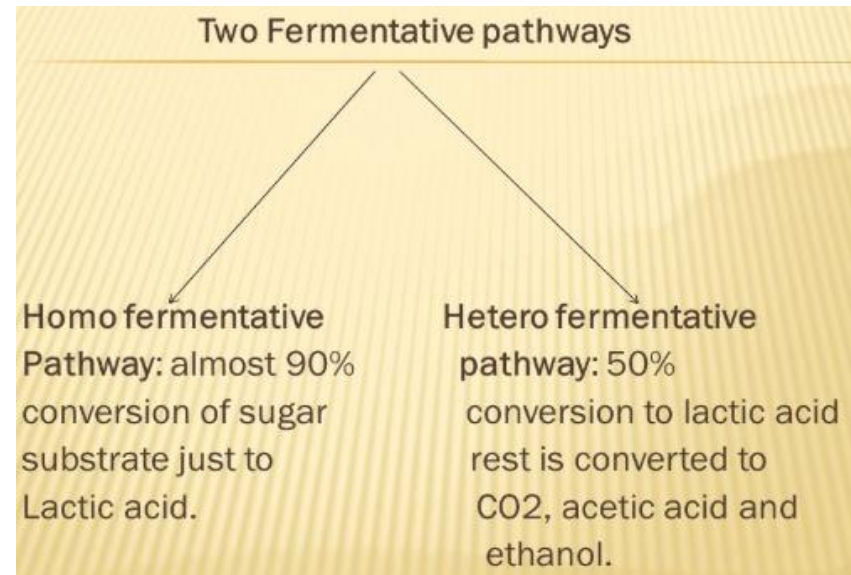 Two Fermentative pathways
Homo fermentative
Pathway: almost 90%
conversion of sugar
substrate just to
Lactic acid.
Hetero fermentative
pathway: 50%
conversion to lactic acid
rest is converted to
CO2, acetic acid and
ethanol.